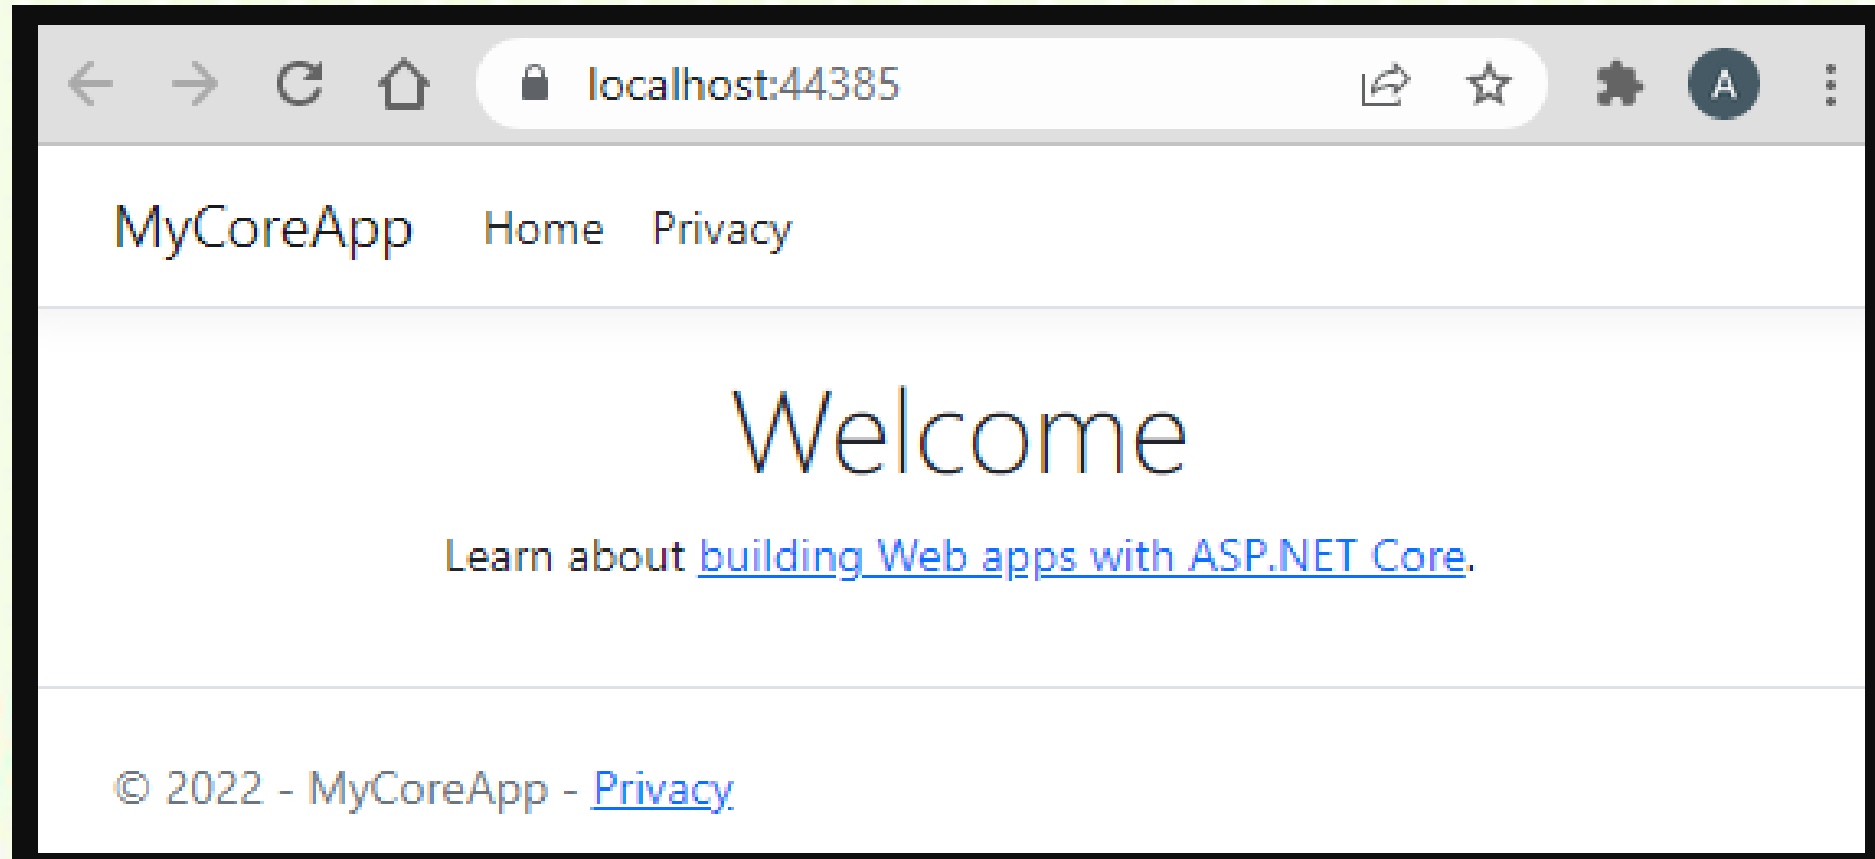 localhost:44385
A
MyCoreApp Home Privacy
Welcome
Learn about building Web apps with ASP.NET Core.
© 2022 - MyCoreApp - Privacy